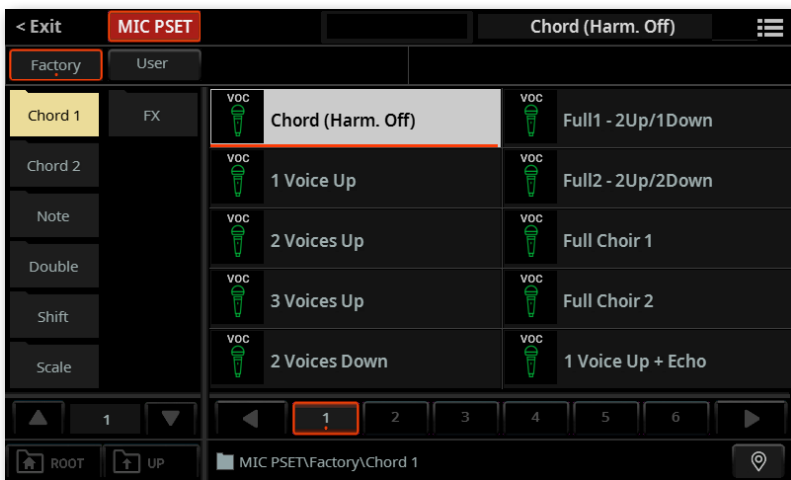 < Exit MIC PSET Chord (Harm. Off)
Factory User
Chord 1 FX
Chord 2
Note
Double
Shift
Scale
VOC Chord (Harm. Off) VOC Full1 - 2Up/1Down
VOC 1 Voice Up VOC Full2 - 2Up/2Down
VOC 2 Voices Up VOC Full Choir 1
VOC 3 Voices Up VOC Full Choir 2
VOC 2 Voices Down VOC 1 Voice Up + Echo
1 1 2 3 4 5 6
ROOT UP MIC PSET\Factory\Chord 1